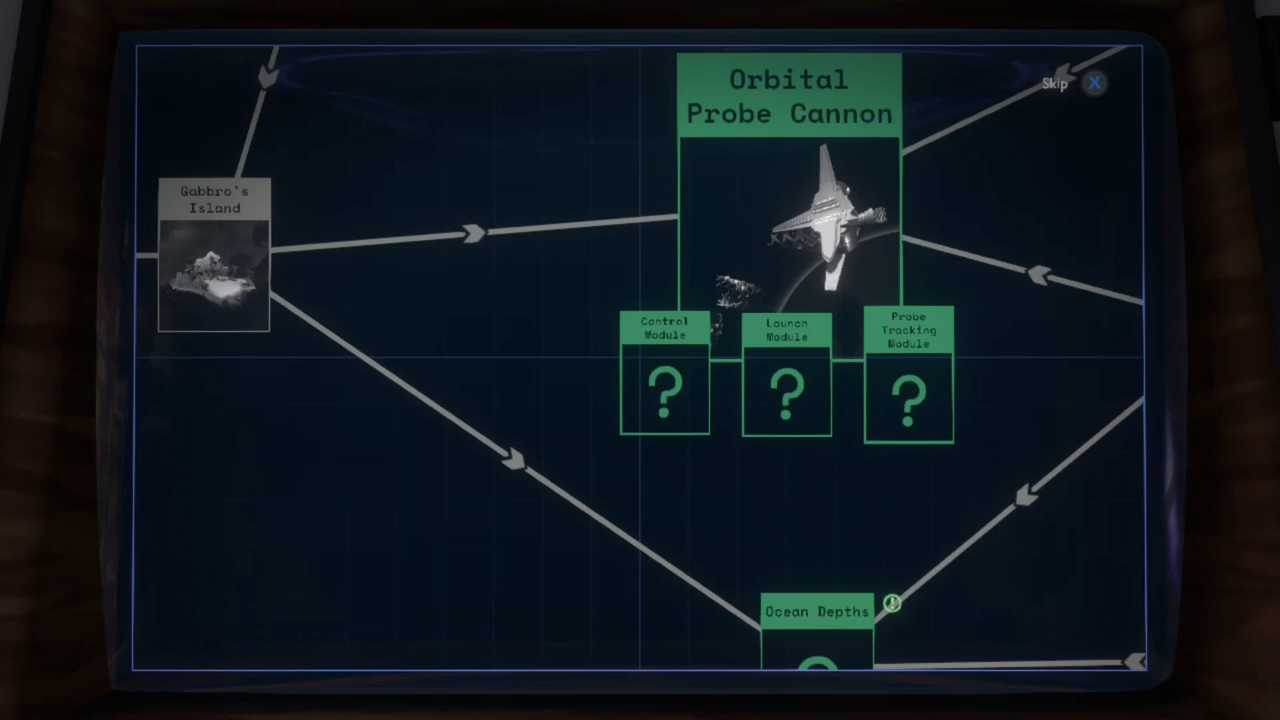 Orbital
Probe Cannon
Skip X
Gabbro's
Island
Control
Module
Launch
Module
Probe
Tracking
Module
?
?
?
Ocean Depths
!
?